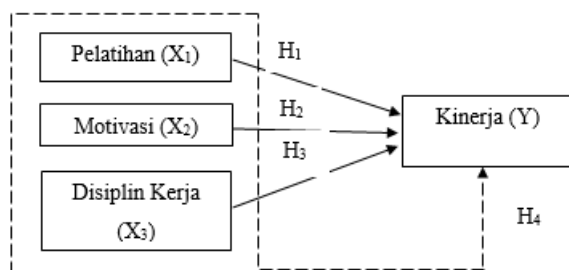 Pelatihan (X₁)
H₁
Motivasi (X₂)
H₂
Kinerja (Y)
H₃
Disiplin Kerja
(X₃)
H₄